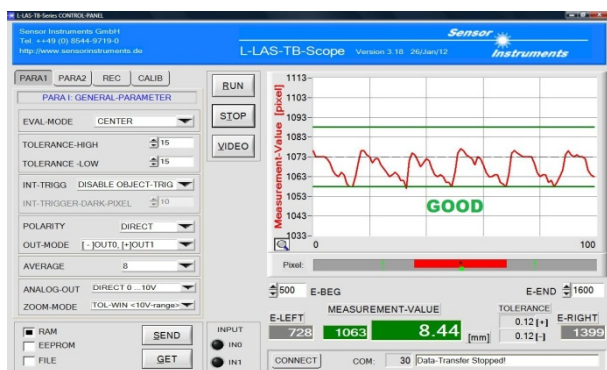 L-LAS-TB-Series CONTROL-PANEL
Sensor Instruments GmbH
Tel. ++49 (0) 8544-9719-0
http://www.sensorinstruments.de
L-LAS-TB-Scope Version 3.18 26/Jan/12
Sensor
Instruments
PARA1 PARA2 REC CALIB
PARA I: GENERAL-PARAMETER
EVAL-MODE CENTER
TOLERANCE-HIGH 15
TOLERANCE -LOW 15
INT-TRIGG DISABLE OBJECT-TRIG
INT-TRIGGER-DARK-PIXEL 10
POLARITY DIRECT
OUT-MODE [ - ]OUT0, [+]OUT1
AVERAGE 8
ANALOG-OUT DIRECT 0 ...10V
ZOOM-MODE TOL-WIN <10V-range>
RAM
EEPROM
FILE
SEND
GET
RUN
STOP
VIDEO
INPUT
IN0
IN1
Measurement-Value [pixel]
1113
1103
1093
1083
1073
1063
1053
1043
1033
GOOD
0 100
Pixel:
500 E-BEG E-END 1600
E-LEFT MEASUREMENT-VALUE TOLERANCE E-RIGHT
728 1063 8.44 [mm] 0.12 [+] 1399
0.12 [-]
CONNECT COM: 30 Data-Transfer Stopped!